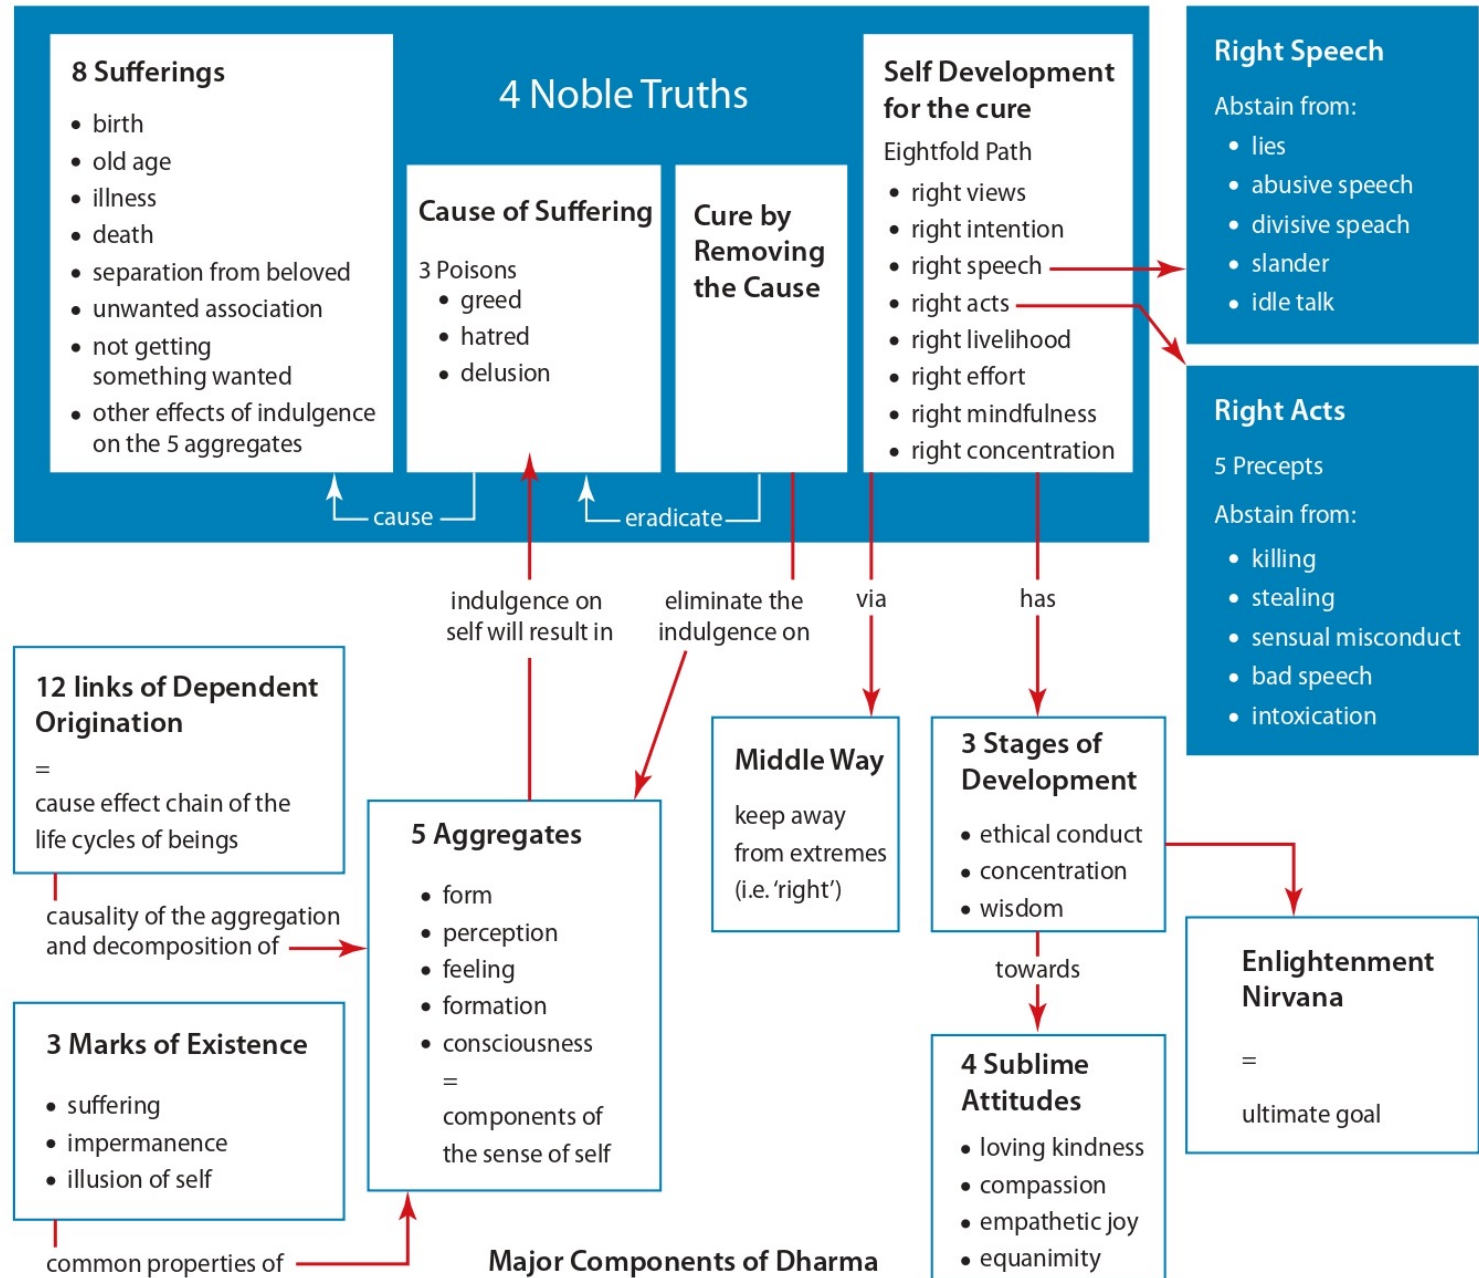 4 Noble Truths
8 Sufferings
• birth
• old age
• illness
• death
• separation from beloved
• unwanted association
• not getting
something wanted
• other effects of indulgence
on the 5 aggregates
Cause of Suffering
3 Poisons
• greed
• hatred
• delusion
Cure by
Removing
the Cause
Self Development
for the cure
Eightfold Path
• right views
• right intention
• right speech
• right acts
• right livelihood
• right effort
• right mindfulness
• right concentration
cause
eradicate
Right Speech
Abstain from:
• lies
• abusive speech
• divisive speach
• slander
• idle talk
Right Acts
5 Precepts
Abstain from:
• killing
• stealing
• sensual misconduct
• bad speech
• intoxication
indulgence on
self will result in
eliminate the
indulgence on
via
has
12 links of Dependent
Origination
=
cause effect chain of the
life cycles of beings
causality of the aggregation
and decomposition of
3 Marks of Existence
• suffering
• impermanence
• illusion of self
common properties of
5 Aggregates
• form
• perception
• feeling
• formation
• consciousness
=
components of
the sense of self
Middle Way
keep away
from extremes
(i.e. ‘right’)
3 Stages of
Development
• ethical conduct
• concentration
• wisdom
towards
4 Sublime
Attitudes
• loving kindness
• compassion
• empathetic joy
• equanimity
Enlightenment
Nirvana
=
ultimate goal
Major Components of Dharma